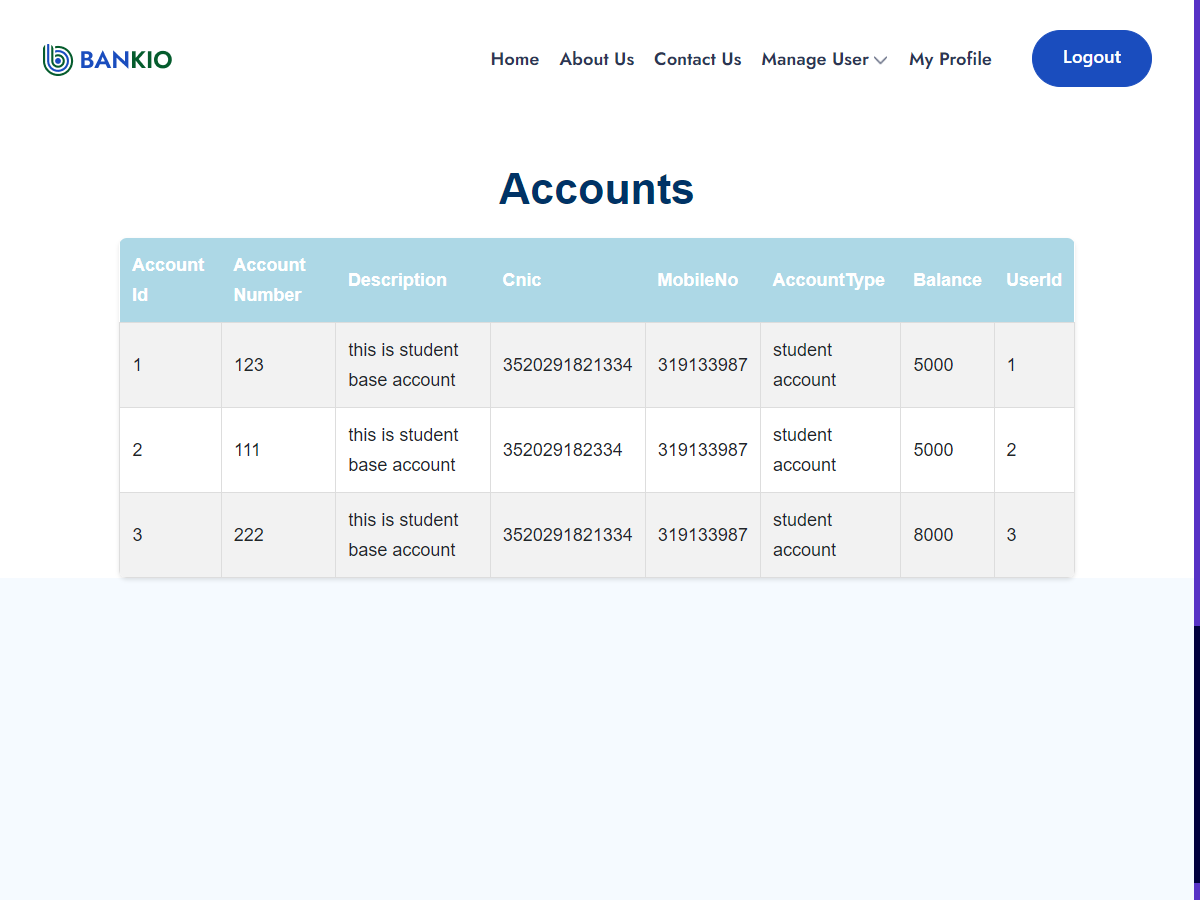 BANKIO
Home About Us Contact Us Manage User My Profile Logout
Accounts
Account Id Account Number Description Cnic MobileNo AccountType Balance UserId
1 123 this is student base account 3520291821334 319133987 student account 5000 1
2 111 this is student base account 352029182334 319133987 student account 5000 2
3 222 this is student base account 3520291821334 319133987 student account 8000 3